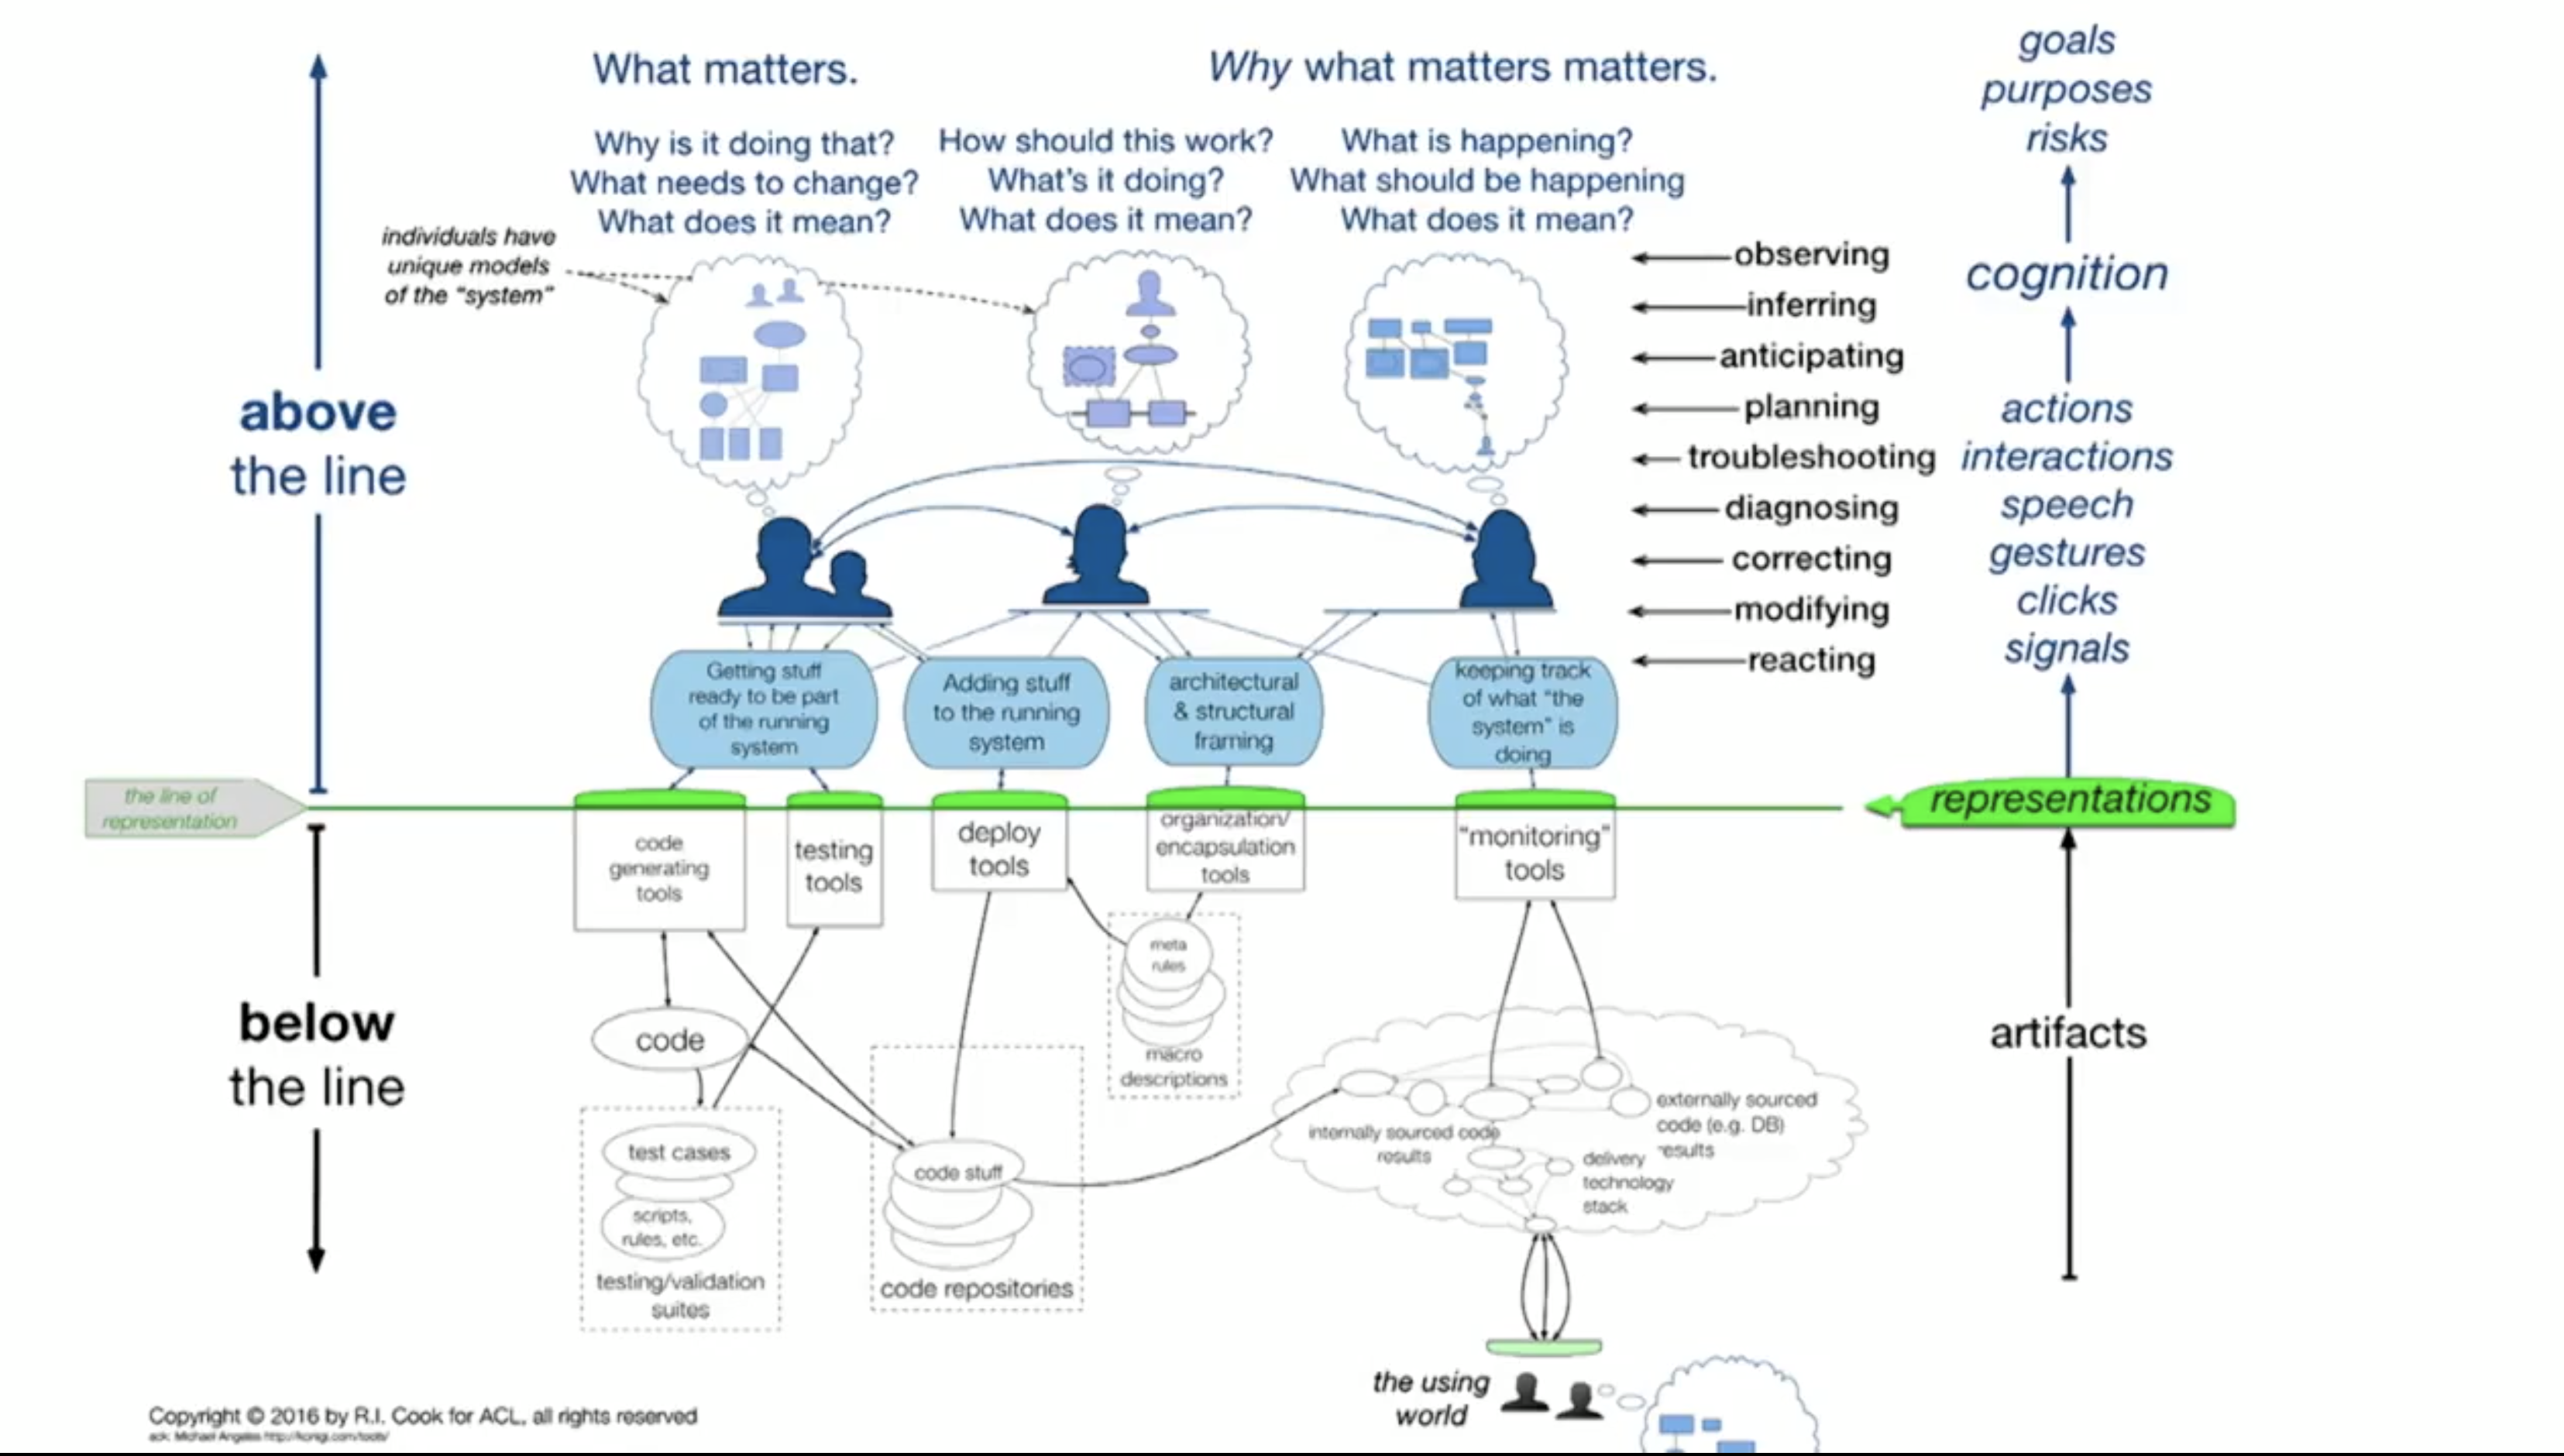 What matters.
Why what matters matters.
goals
purposes
risks
Why is it doing that?
What needs to change?
What does it mean?
How should this work?
What's it doing?
What does it mean?
What is happening?
What should be happening
What does it mean?
individuals have
unique models
of the "system"
observing
inferring
anticipating
planning
troubleshooting
diagnosing
correcting
modifying
reacting
cognition
actions
interactions
speech
gestures
clicks
signals
above
the line
Getting stuff
ready to be part
of the running
system
Adding stuff
to the running
system
architectural
& structural
framing
keeping track
of what "the
system" is
doing
the line of
representation
representations
code
generating
tools
testing
tools
deploy
tools
organization/
encapsulation
tools
"monitoring"
tools
meta
rules
macro
descriptions
below
the line
code
artifacts
test cases
scripts,
rules, etc.
testing/validation
suites
code stuff
code repositories
internally sourced code
results
externally sourced
code (e.g. DB)
results
delivery
technology
stack
the using
world
Copyright © 2016 by R.I. Cook for ACL, all rights reserved
ack: Michael Angeles http://konigi.com/tools/